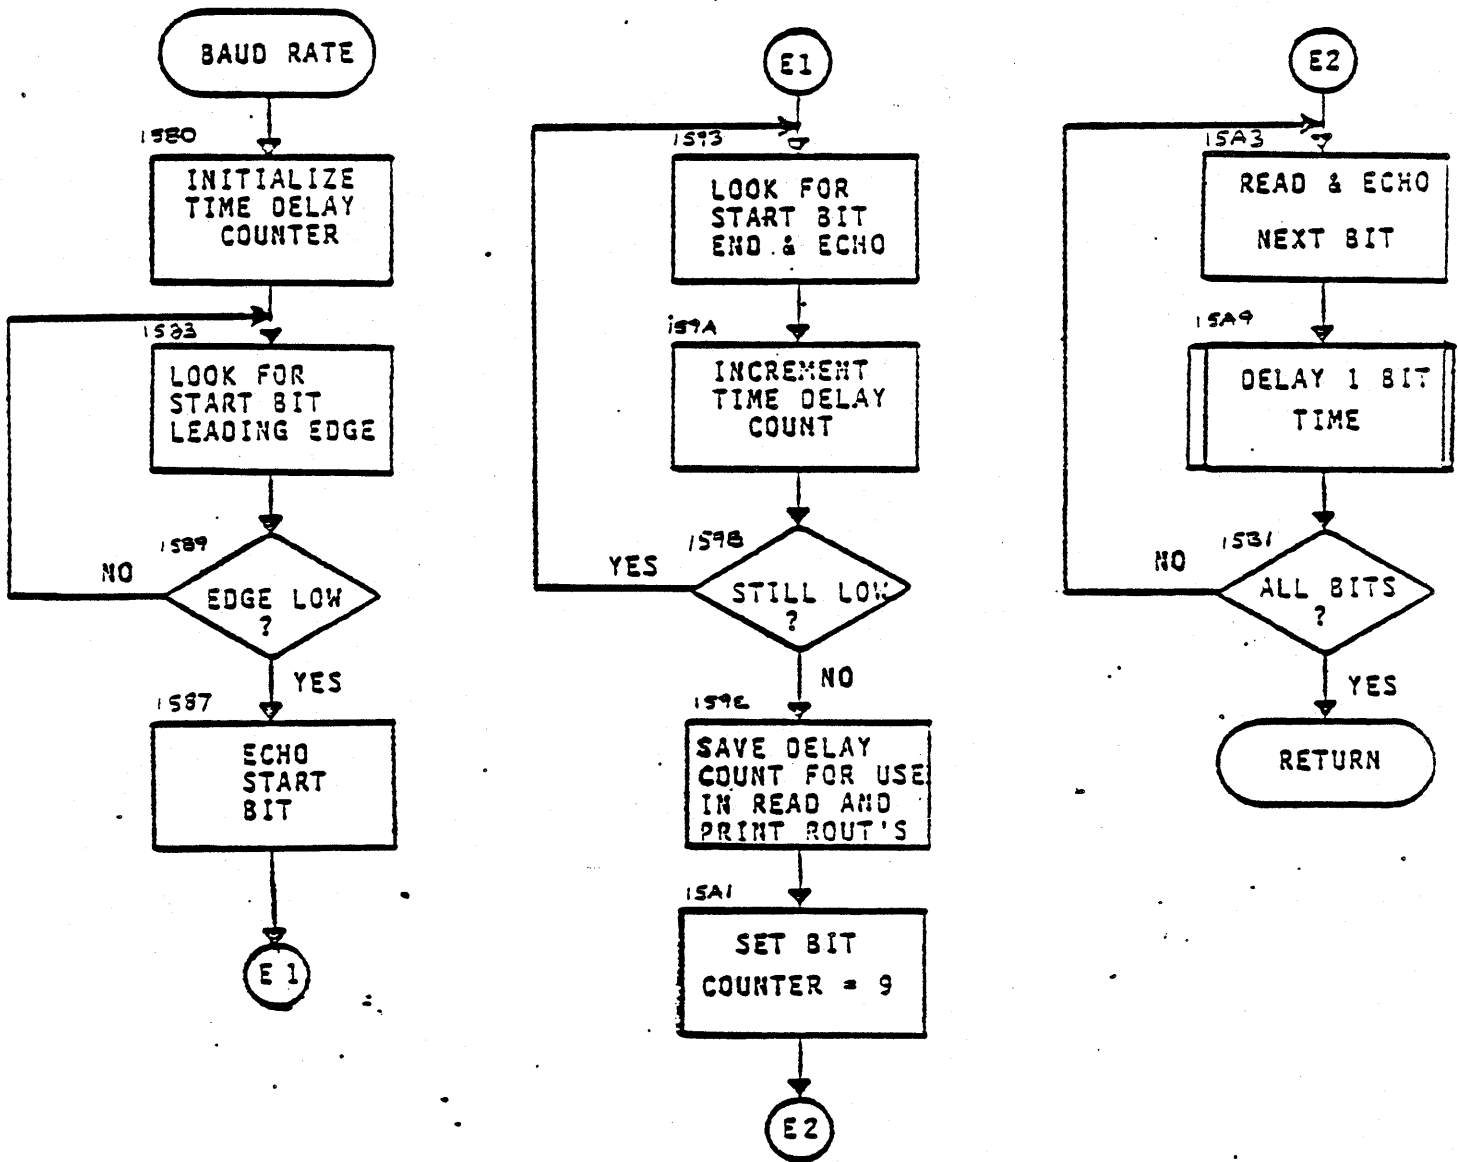 BAUD RATE
1580
INITIALIZE
TIME DELAY
COUNTER
1583
LOOK FOR
START BIT
LEADING EDGE
1589
NO
EDGE LOW
?
YES
1587
ECHO
START
BIT
E1
E1
1593
LOOK FOR
START BIT
END & ECHO
159A
INCREMENT
TIME DELAY
COUNT
159B
YES
STILL LOW
?
NO
159E
SAVE DELAY
COUNT FOR USE
IN READ AND
PRINT ROUT'S
15A1
SET BIT
COUNTER = 9
E2
E2
15A3
READ & ECHO
NEXT BIT
15A9
DELAY 1 BIT
TIME
15B1
NO
ALL BITS
?
YES
RETURN